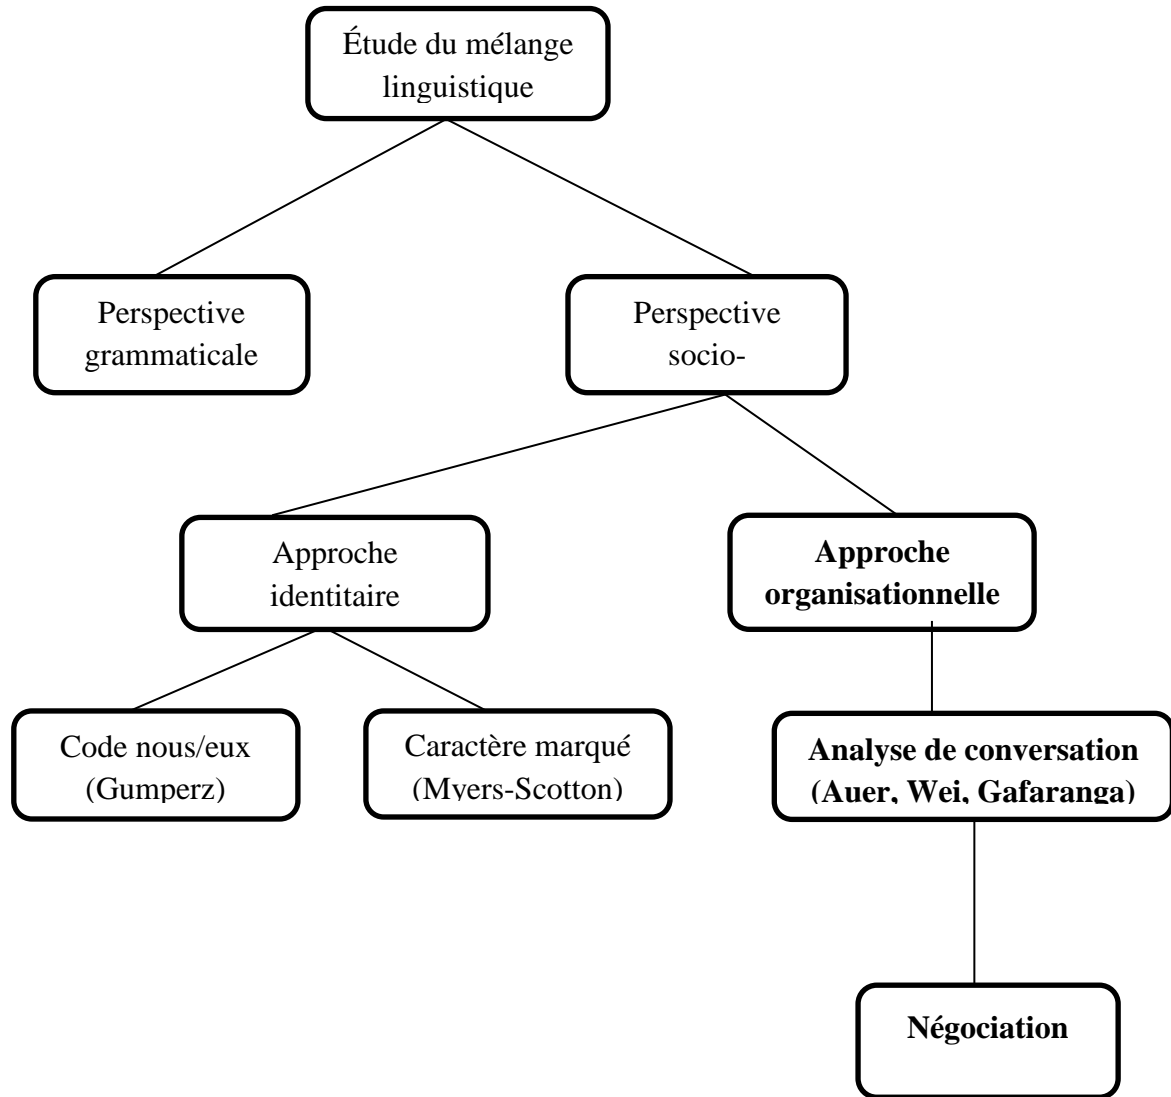 Étude du mélange
linguistique
Perspective
grammaticale
Perspective
socio-
Approche
identitaire
Approche
organisationnelle
Code nous/eux
(Gumperz)
Caractère marqué
(Myers-Scotton)
Analyse de conversation
(Auer, Wei, Gafaranga)
Négociation